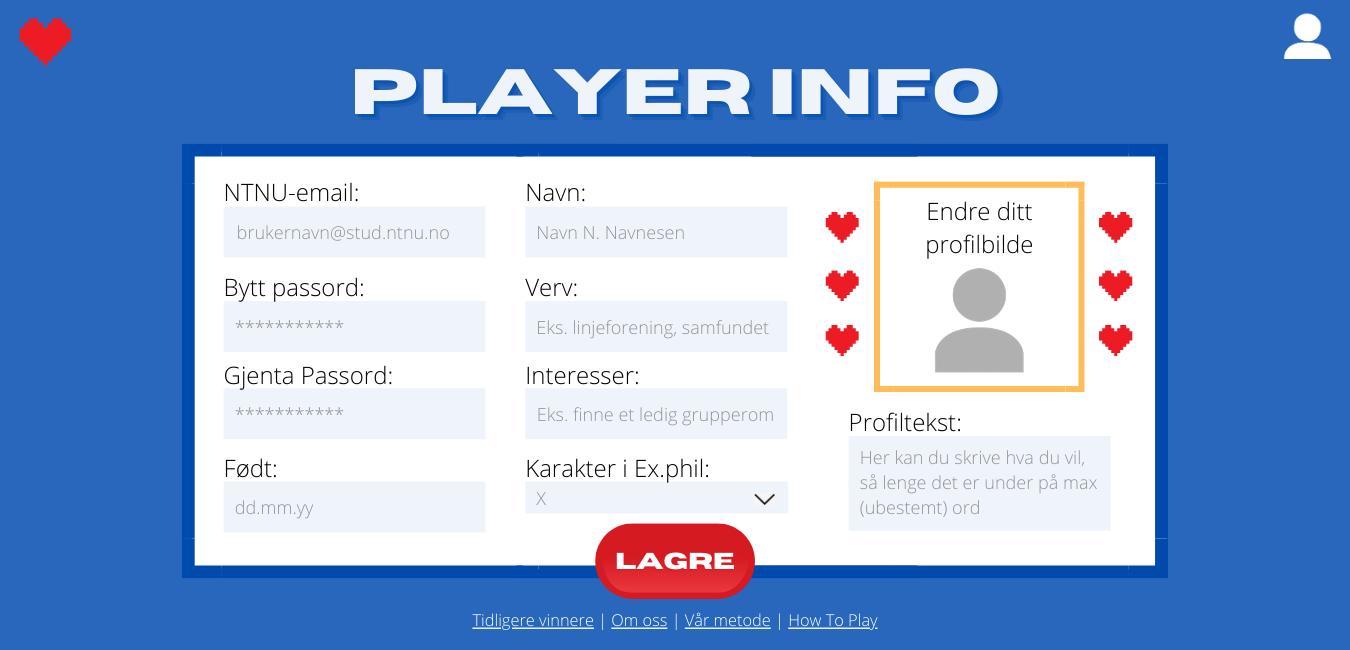 PLAYER INFO
NTNU-email:
brukernavn@stud.ntnu.no
Bytt passord:
***********
Gjenta Passord:
***********
Født:
dd.mm.yy
Navn:
Navn N. Navnesen
Verv:
Eks. linjeforening, samfundet
Interesser:
Eks. finne et ledig grupperom
Karakter i Ex.phil:
X
Endre ditt
profilbilde
Profiltekst:
Her kan du skrive hva du vil,
så lenge det er under på max
(ubestemt) ord
LAGRE
Tidligere vinnere | Om oss | Vår metode | How To Play